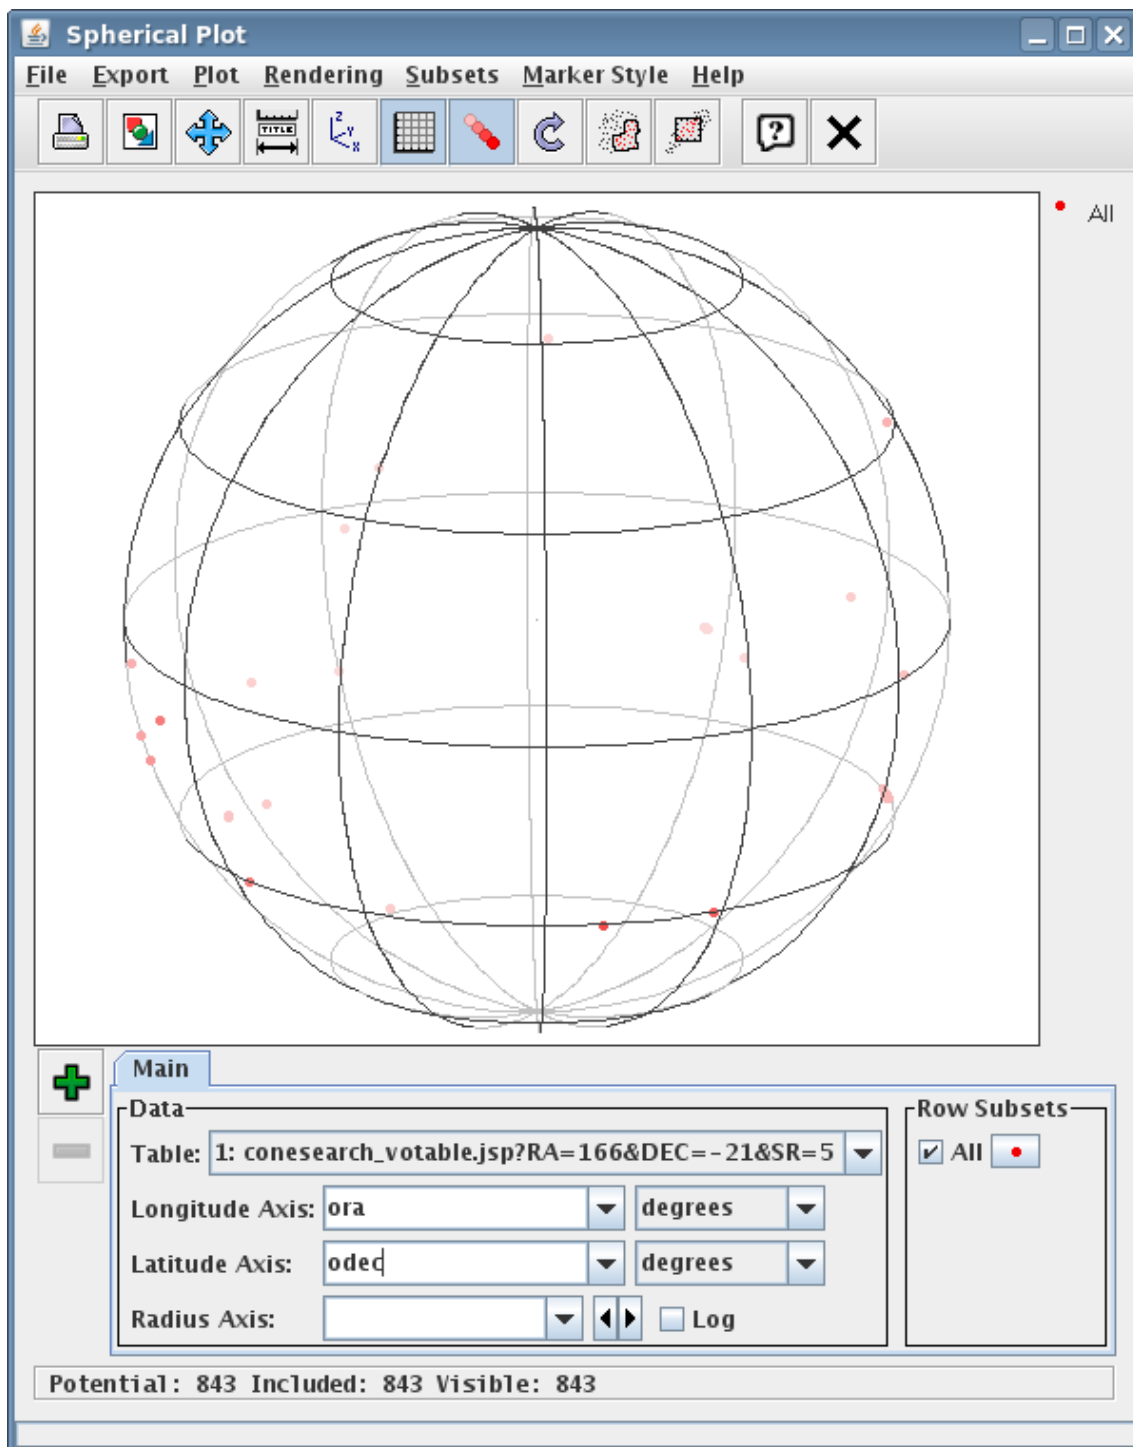 Spherical Plot
File Export Plot Rendering Subsets Marker Style Help
TITLE
Z Y X
?
All
Main
Data
Row Subsets
Table: 1: conesearch_votable.jsp?RA=166&DEC=-21&SR=5
All
Longitude Axis: ora degrees
Latitude Axis: odec degrees
Radius Axis: Log
Potential: 843 Included: 843 Visible: 843